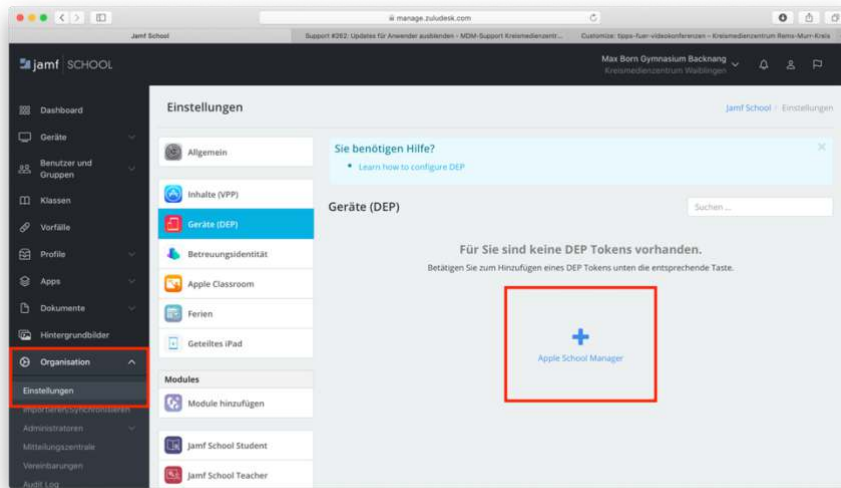 manage.zuludesk.com
Jamf School
Support #262: Updates für Anwender ausblenden - MDM-Support Kreismedienzentr...
Customize: tipps-fuer-videokonferenzen – Kreismedienzentrum Rems-Murr-Kreis
jamf SCHOOL
Max Born Gymnasium Backnang
Kreismedienzentrum Waiblingen
Dashboard
Geräte
Benutzer und
Gruppen
Klassen
Vorfälle
Profile
Apps
Dokumente
Hintergrundbilder
Organisation
Einstellungen
Importieren/Synchronisieren
Administratoren
Mitteilungszentrale
Vereinbarungen
Audit Log
Einstellungen
Jamf School / Einstellungen
Allgemein
Inhalte (VPP)
Geräte (DEP)
Betreuungsidentität
Apple Classroom
Ferien
Geteiltes iPad
Modules
Module hinzufügen
Jamf School Student
Jamf School Teacher
Sie benötigen Hilfe?
Learn how to configure DEP
Geräte (DEP)
Suchen ...
Für Sie sind keine DEP Tokens vorhanden.
Betätigen Sie zum Hinzufügen eines DEP Tokens unten die entsprechende Taste.
Apple School Manager